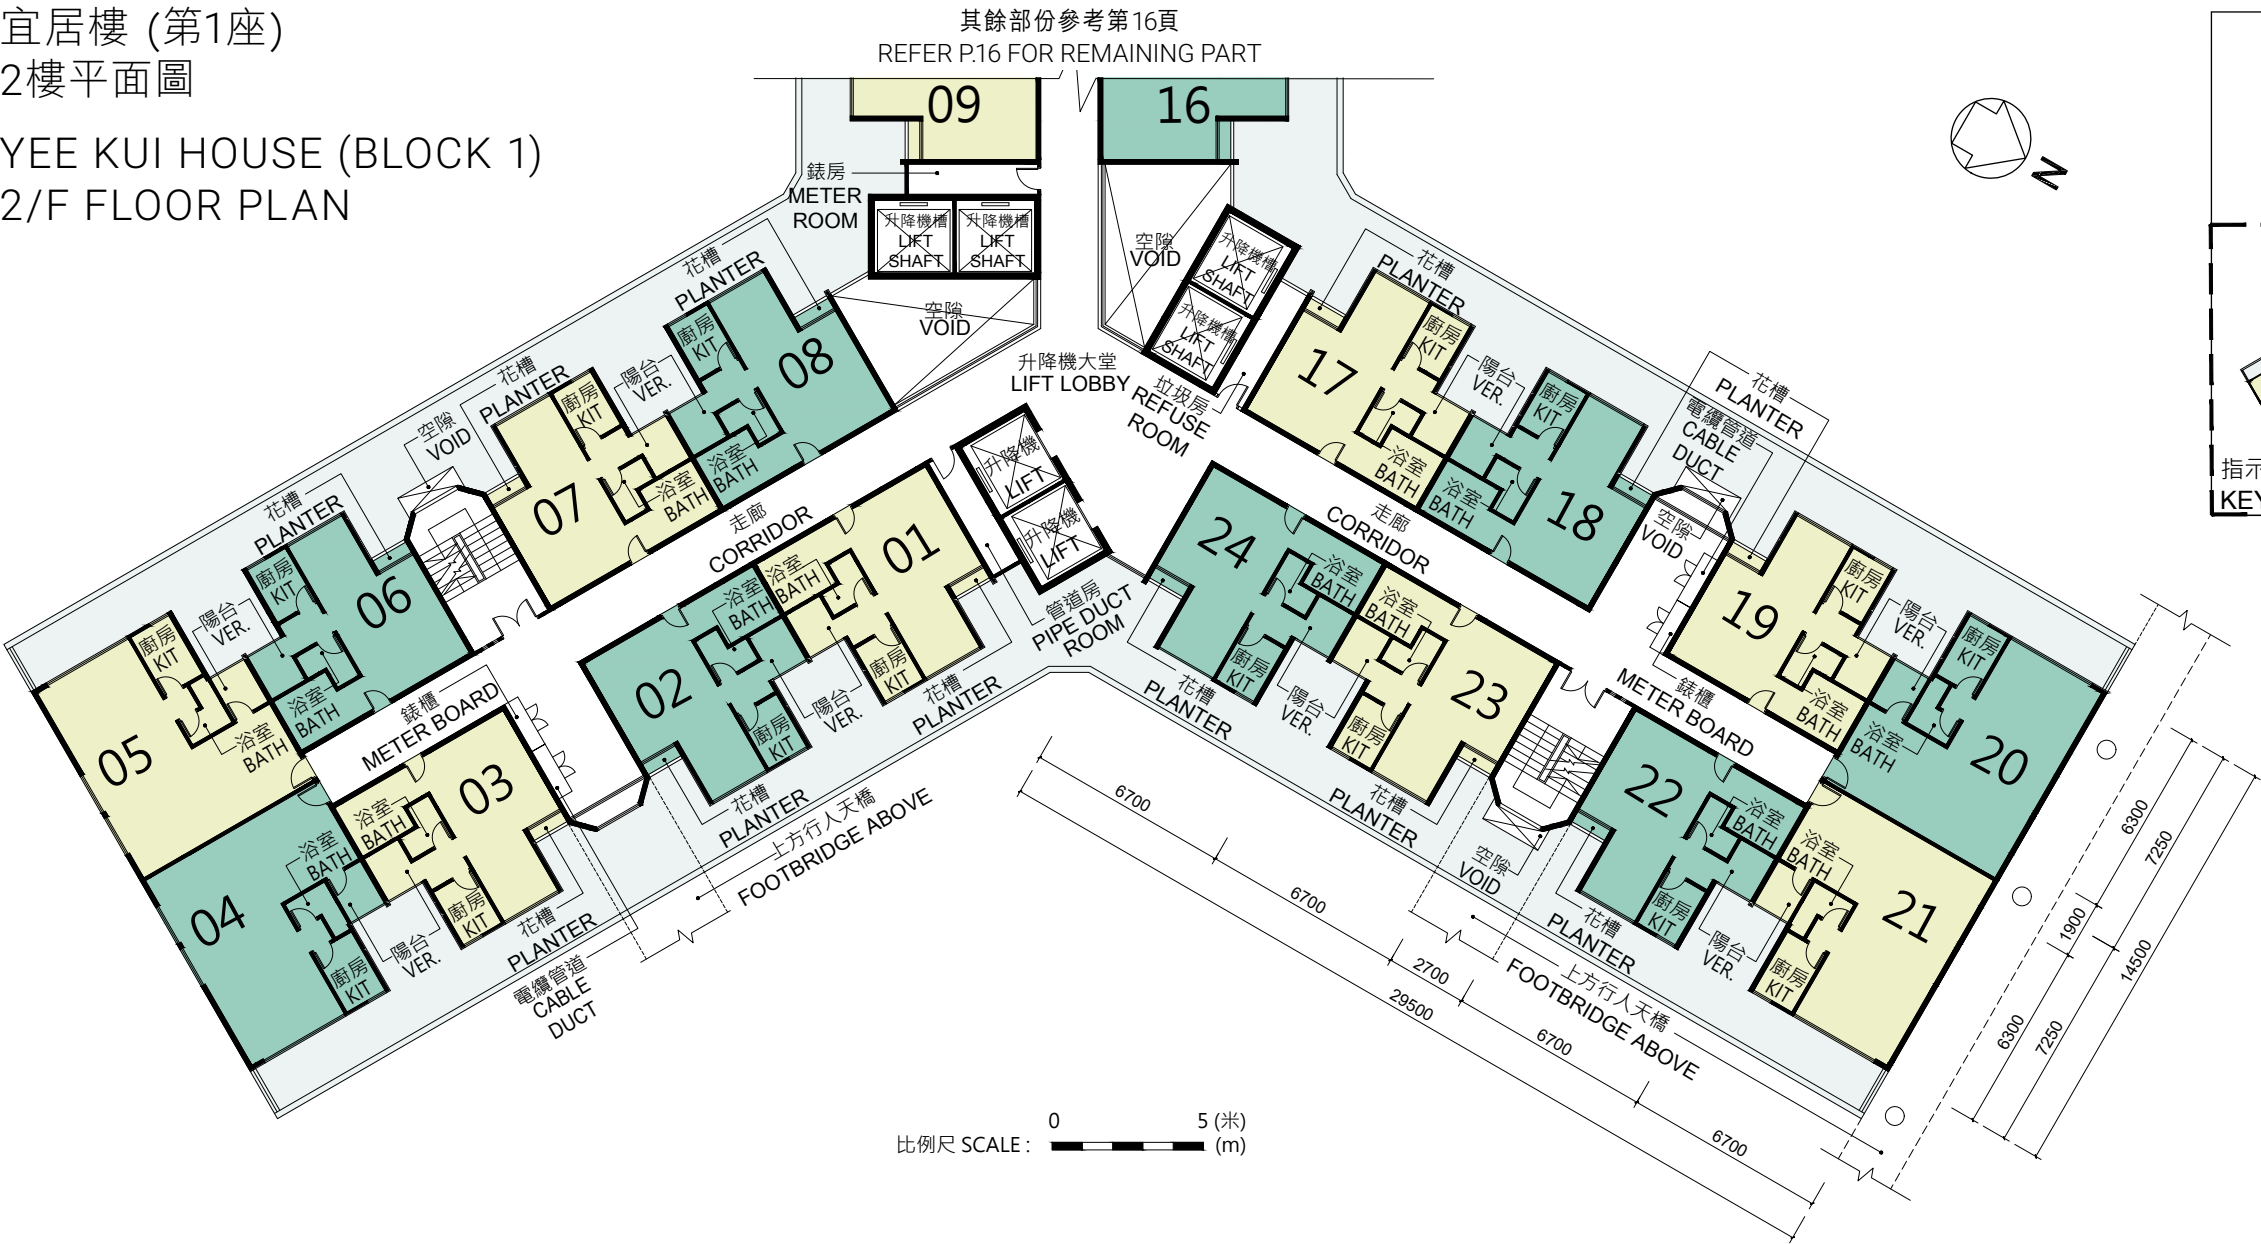 宜居樓 (第1座)
2樓平面圖
YEE KUI HOUSE (BLOCK 1)
2/F FLOOR PLAN
其餘部份參考第16頁
REFER P.16 FOR REMAINING PART
09
16
錶房
METER
ROOM
升降機槽
LIFT
SHAFT
升降機槽
LIFT
SHAFT
空隙
VOID
空隙
VOID
升降機槽
LIFT
SHAFT
升降機槽
LIFT
SHAFT
升降機大堂
LIFT LOBBY
垃圾房
REFUSE
ROOM
N
花槽
PLANTER
廚房
KIT
08
陽台
VER.
浴室
BATH
花槽
PLANTER
廚房
KIT
07
浴室
BATH
空隙
VOID
花槽
PLANTER
廚房
KIT
06
陽台
VER.
浴室
BATH
廚房
KIT
05
浴室
BATH
走廊
CORRIDOR
升降機
LIFT
升降機
LIFT
管道房
PIPE DUCT
ROOM
01
浴室
BATH
廚房
KIT
花槽
PLANTER
02
浴室
BATH
廚房
KIT
陽台
VER.
花槽
PLANTER
錶櫃
METER BOARD
03
浴室
BATH
廚房
KIT
花槽
PLANTER
04
浴室
BATH
廚房
KIT
陽台
VER.
電纜管道
CABLE
DUCT
上方行人天橋
FOOTBRIDGE ABOVE
花槽
PLANTER
17
廚房
KIT
浴室
BATH
陽台
VER.
18
廚房
KIT
浴室
BATH
花槽
PLANTER
電纜管道
CABLE
DUCT
空隙
VOID
走廊
CORRIDOR
19
廚房
KIT
浴室
BATH
陽台
VER.
20
廚房
KIT
浴室
BATH
錶櫃
METER BOARD
24
浴室
BATH
廚房
KIT
花槽
PLANTER
陽台
VER.
23
浴室
BATH
廚房
KIT
花槽
PLANTER
空隙
VOID
22
浴室
BATH
廚房
KIT
花槽
PLANTER
陽台
VER.
21
浴室
BATH
廚房
KIT
上方行人天橋
FOOTBRIDGE ABOVE
6700
6700
2700
29500
6700
6700
6300
7250
1900
14500
6300
7250
指示
KEY
0 5 (米)
比例尺 SCALE : (m)